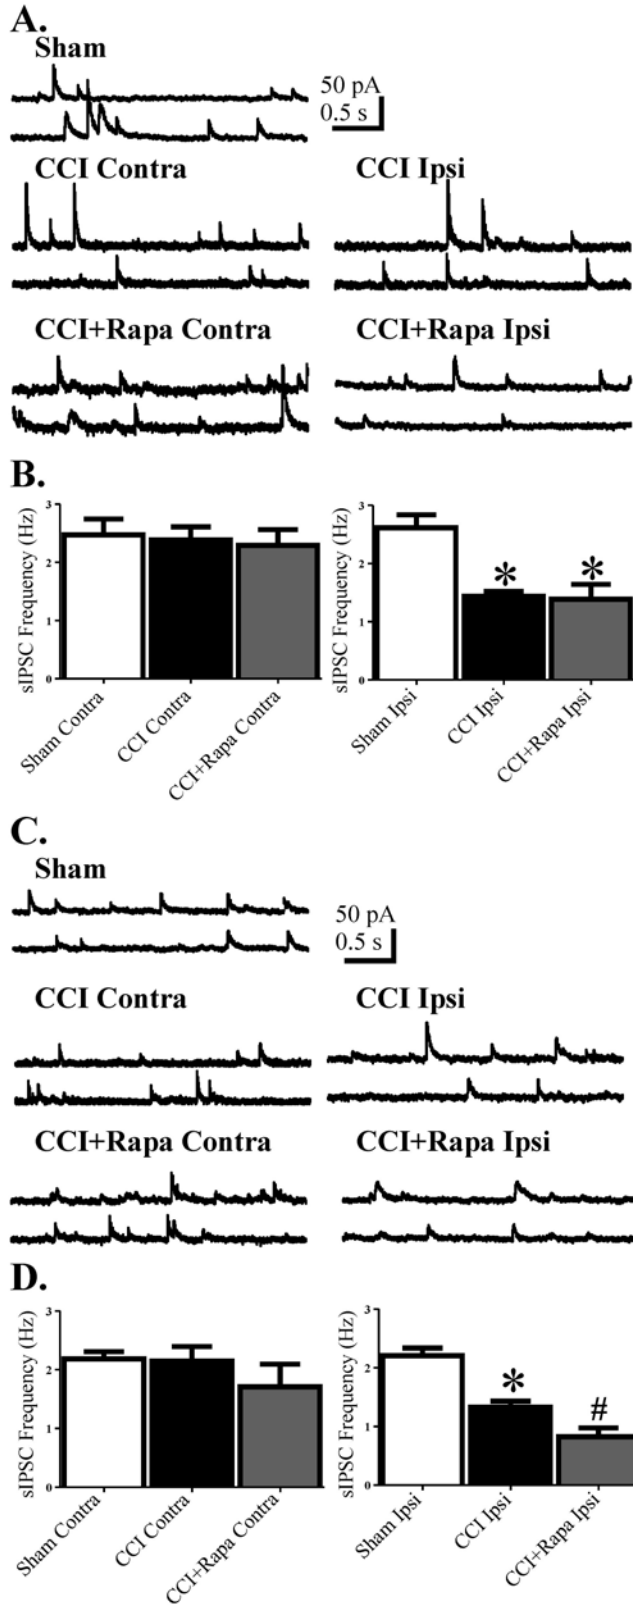 A.
Sham
50 pA
0.5 s
CCI Contra
CCI Ipsi
CCI+Rapa Contra
CCI+Rapa Ipsi
B.
sIPSC Frequency (Hz)
3
2
1
0
Sham Contra
CCI Contra
CCI+Rapa Contra
sIPSC Frequency (Hz)
3
2
1
0
*
*
Sham Ipsi
CCI Ipsi
CCI+Rapa Ipsi
C.
Sham
50 pA
0.5 s
CCI Contra
CCI Ipsi
CCI+Rapa Contra
CCI+Rapa Ipsi
D.
sIPSC Frequency (Hz)
3
2
1
0
Sham Contra
CCI Contra
CCI+Rapa Contra
sIPSC Frequency (Hz)
3
2
1
0
*
#
Sham Ipsi
CCI Ipsi
CCI+Rapa Ipsi